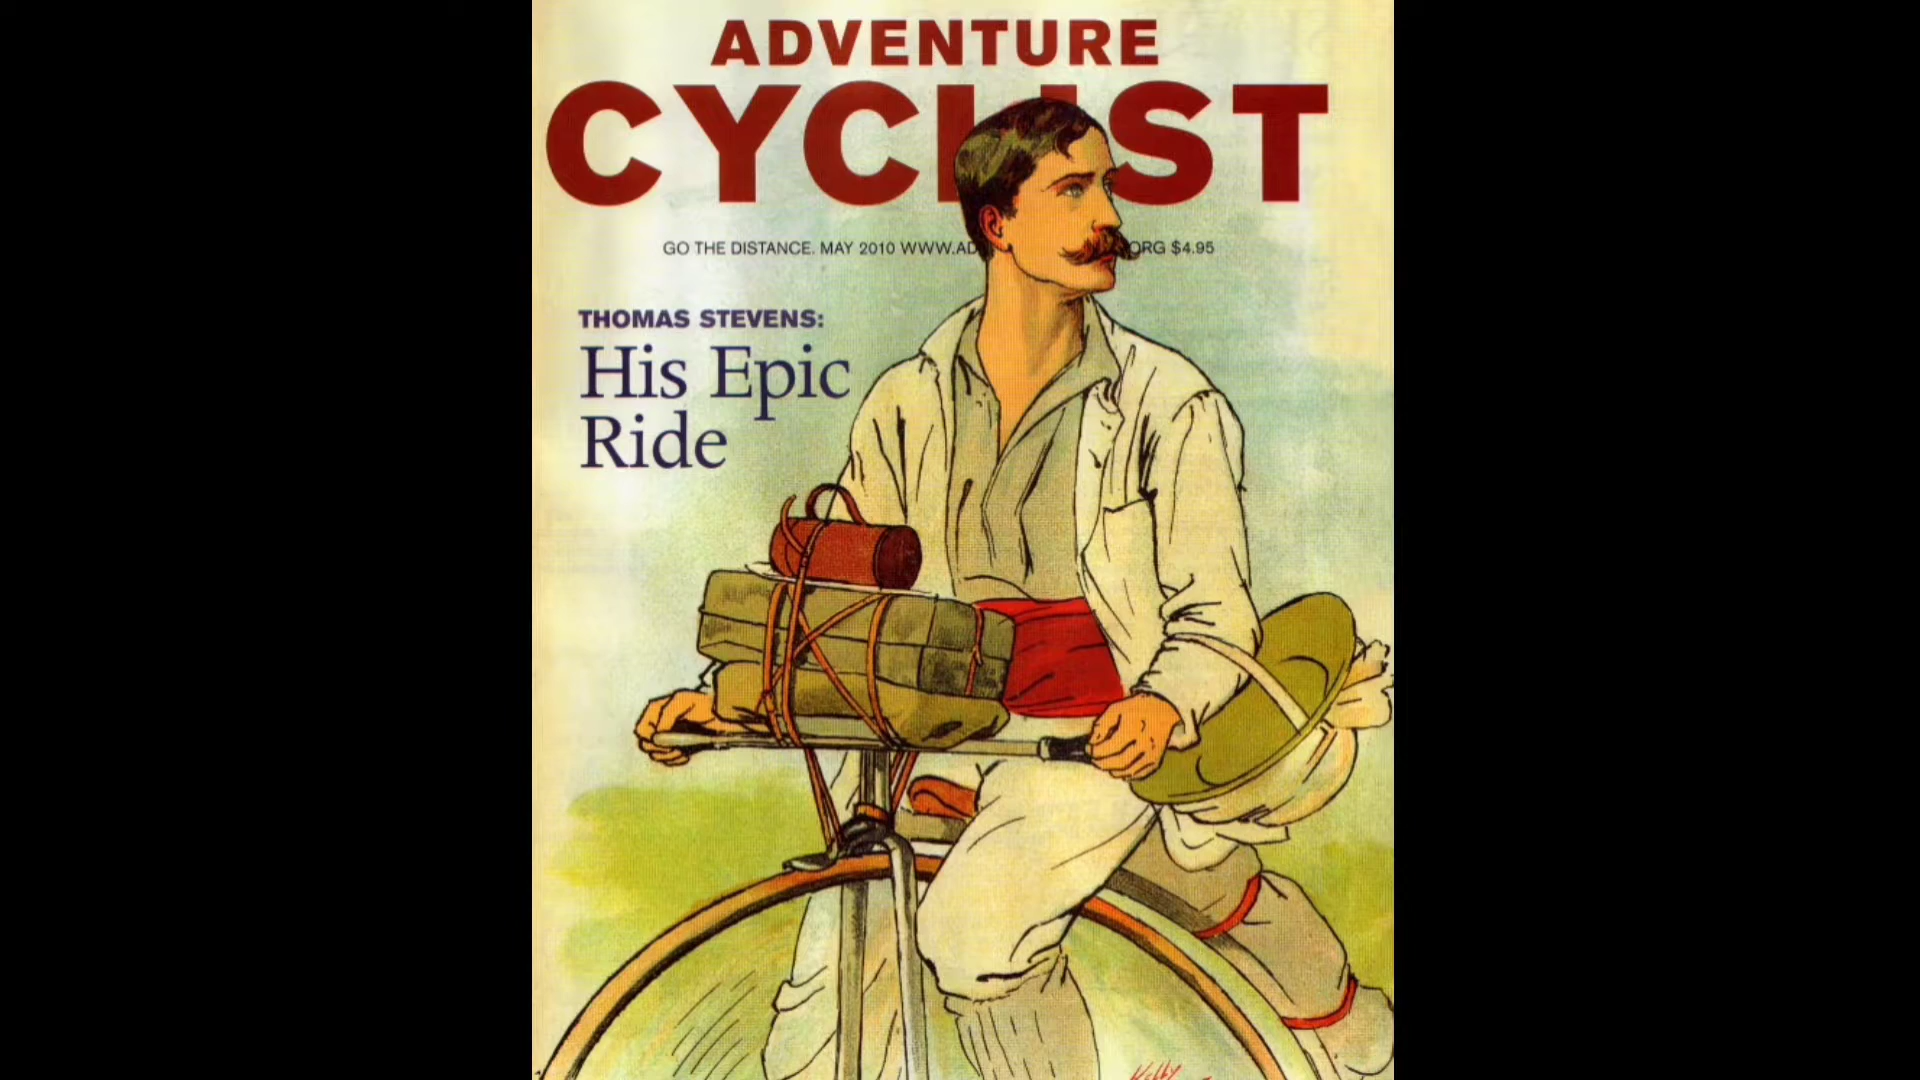 ADVENTURE
CYCLIST
GO THE DISTANCE. MAY 2010 WWW.AD ORG $4.95
THOMAS STEVENS:
His Epic
Ride